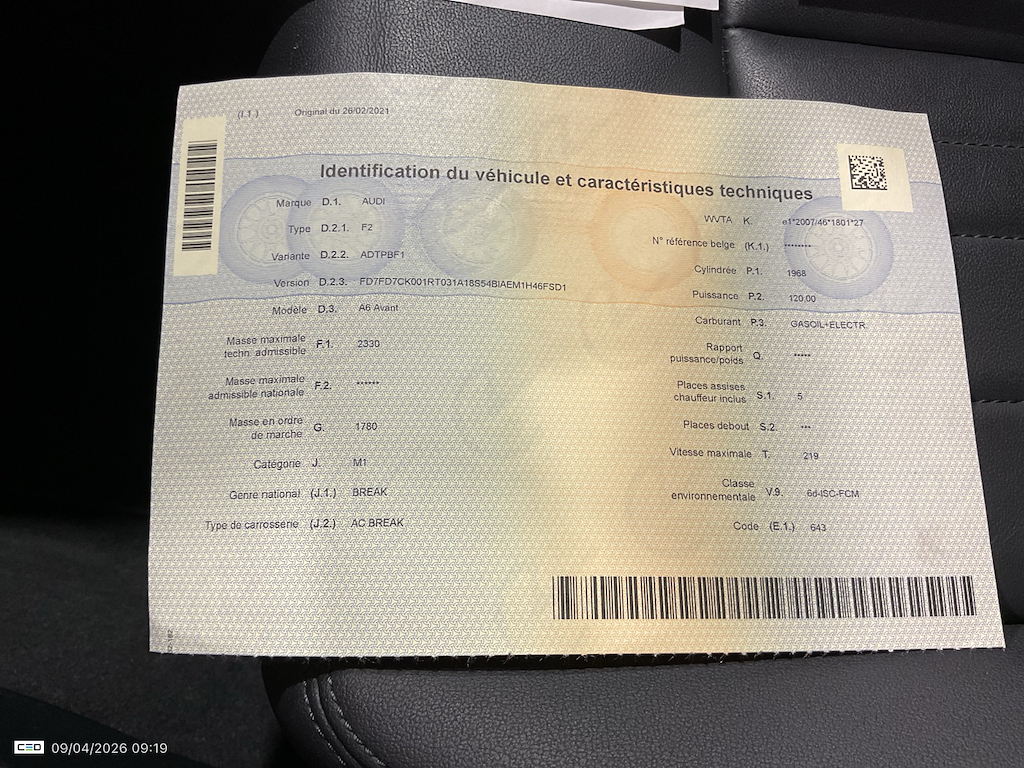 (I.1.) Original du 26/02/2021
Identification du véhicule et caractéristiques techniques
Marque D.1. AUDI
Type D.2.1. F2
Variante D.2.2. ADTPBF1
Version D.2.3. FD7FD7CK001RT031A18S54BIAEM1H46FSD1
Modèle D.3. A6 Avant
Masse maximale
techn. admissible F.1. 2330
Masse maximale
admissible nationale F.2. ******
Masse en ordre
de marche G. 1780
Catégorie J. M1
Genre national (J.1.) BREAK
Type de carrosserie (J.2.) AC BREAK
WVTA K. e1*2007/46*1801*27
N° référence belge (K.1.) ********
Cylindrée P.1. 1968
Puissance P.2. 120,00
Carburant P.3. GASOIL+ELECTR.
Rapport
puissance/poids Q. *****
Places assises
chauffeur inclus S.1. 5
Places debout S.2. ***
Vitesse maximale T. 219
Classe
environnementale V.9. 6d-ISC-FCM
Code (E.1.) 643
CEO 09/04/2026 09:19